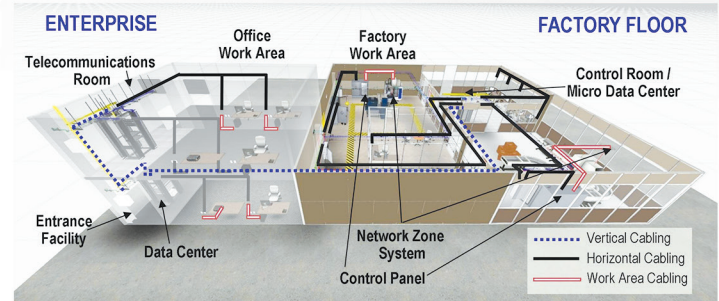 ENTERPRISE
FACTORY FLOOR
Office
Work Area
Factory
Work Area
Telecommunications
Room
Control Room /
Micro Data Center
Entrance
Facility
Data Center
Network Zone
System
Control Panel
Vertical Cabling
Horizontal Cabling
Work Area Cabling